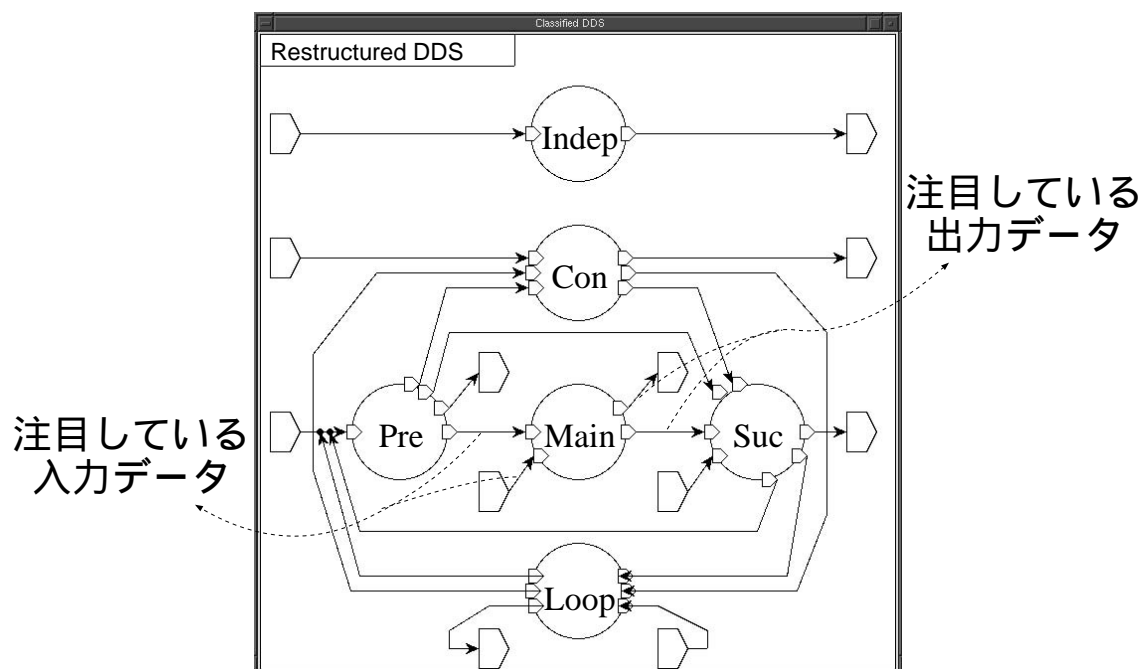 Classified DDS
Restructured DDS
Indep
注目している
出力データ
Con
注目している
入力データ
Pre
Main
Suc
Loop